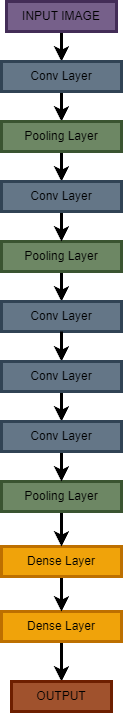 INPUT IMAGE
Conv Layer
Pooling Layer
Conv Layer
Pooling Layer
Conv Layer
Conv Layer
Conv Layer
Pooling Layer
Dense Layer
Dense Layer
OUTPUT